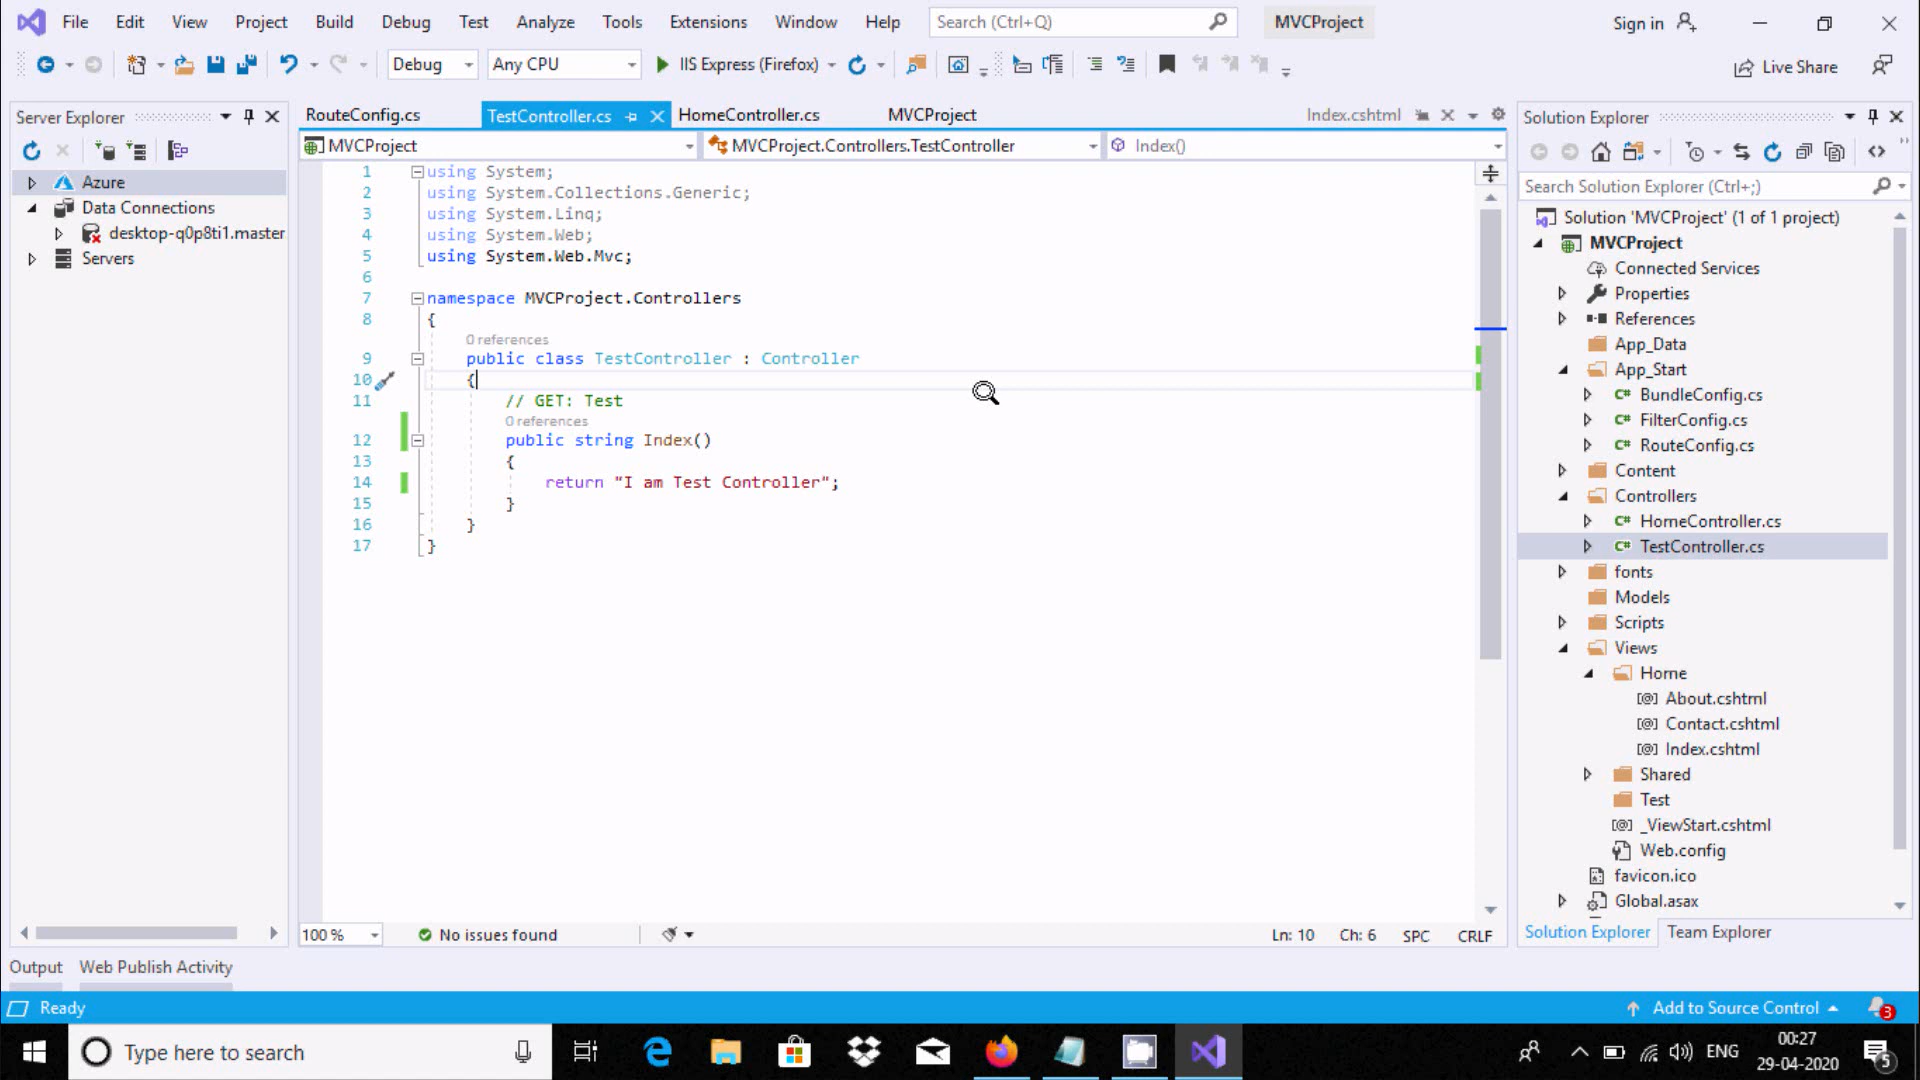 File Edit View Project Build Debug Test Analyze Tools Extensions Window Help Search (Ctrl+Q) MVCProject Sign in
Debug Any CPU IIS Express (Firefox) Live Share
Server Explorer
Azure
Data Connections
desktop-q0p8ti1.master
Servers
RouteConfig.cs TestController.cs HomeController.cs MVCProject Index.cshtml
MVCProject MVCProject.Controllers.TestController Index()
1 using System;
2 using System.Collections.Generic;
3 using System.Linq;
4 using System.Web;
5 using System.Web.Mvc;
6
7 namespace MVCProject.Controllers
8 {
0 references
9 public class TestController : Controller
10 {
11 // GET: Test
0 references
12 public string Index()
13 {
14 return "I am Test Controller";
15 }
16 }
17 }
100 % No issues found Ln: 10 Ch: 6 SPC CRLF
Solution Explorer
Search Solution Explorer (Ctrl+;)
Solution 'MVCProject' (1 of 1 project)
MVCProject
Connected Services
Properties
References
App_Data
App_Start
C# BundleConfig.cs
C# FilterConfig.cs
C# RouteConfig.cs
Content
Controllers
C# HomeController.cs
C# TestController.cs
fonts
Models
Scripts
Views
Home
[@] About.cshtml
[@] Contact.cshtml
[@] Index.cshtml
Shared
Test
[@] _ViewStart.cshtml
Web.config
favicon.ico
Global.asax
Solution Explorer Team Explorer
Output Web Publish Activity
Ready Add to Source Control 3
Type here to search ENG 00:27
29-04-2020 5